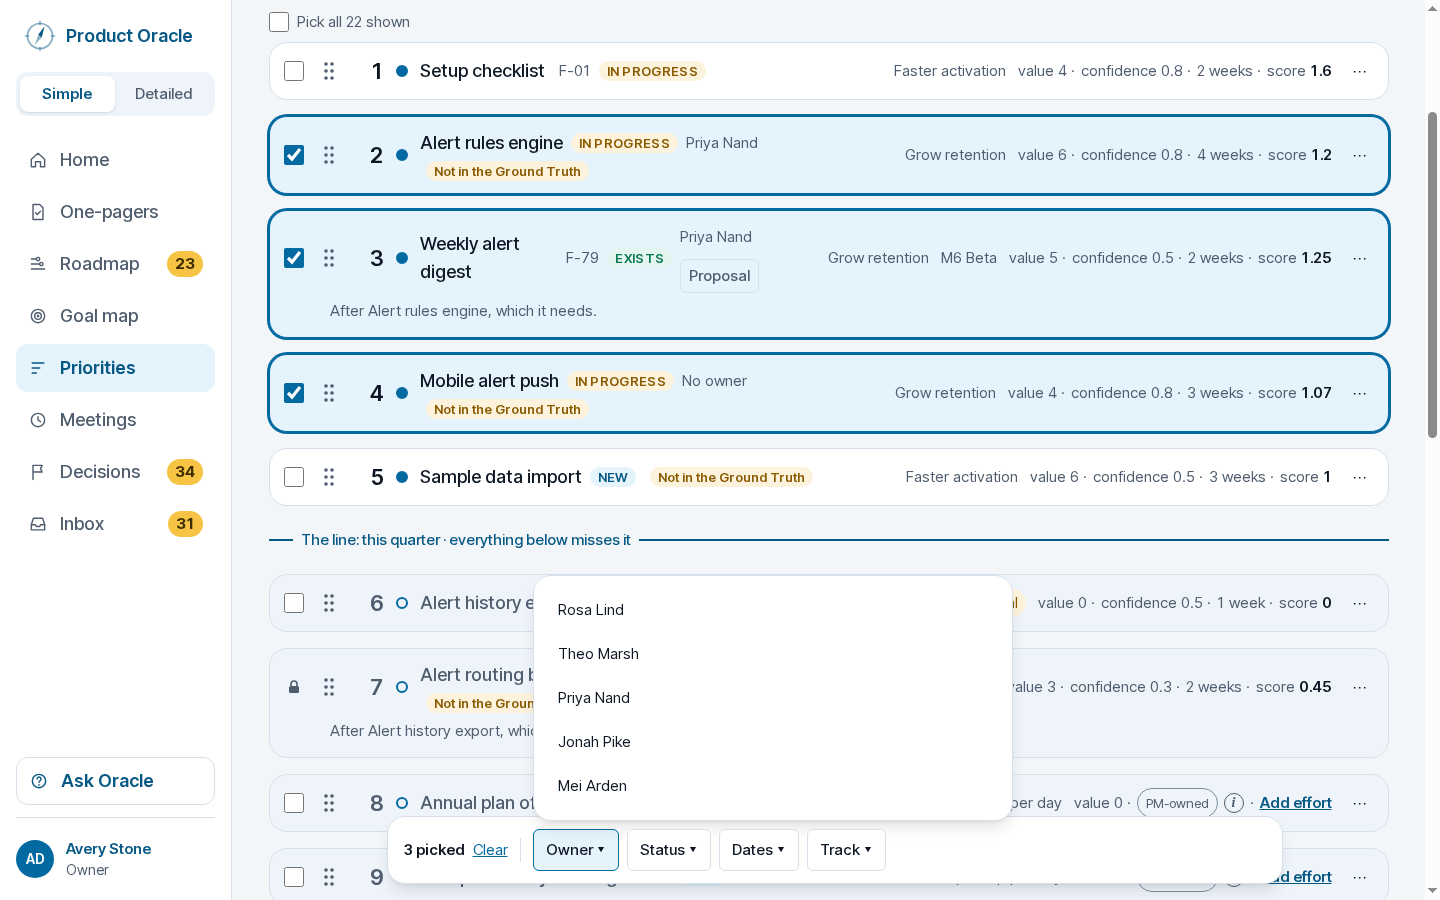 Product Oracle
Simple
Detailed
Home
One-pagers
Roadmap 23
Goal map
Priorities
Meetings
Decisions 34
Inbox 31
Ask Oracle
AD
Avery Stone
Owner
Pick all 22 shown
1 Setup checklist F-01 IN PROGRESS Faster activation value 4 · confidence 0.8 · 2 weeks · score 1.6 ···
2 Alert rules engine IN PROGRESS Priya Nand Grow retention value 6 · confidence 0.8 · 4 weeks · score 1.2 ···
Not in the Ground Truth
3 Weekly alert digest F-79 EXISTS Priya Nand Proposal Grow retention M6 Beta value 5 · confidence 0.5 · 2 weeks · score 1.25 ···
After Alert rules engine, which it needs.
4 Mobile alert push IN PROGRESS No owner Grow retention value 4 · confidence 0.8 · 3 weeks · score 1.07 ···
Not in the Ground Truth
5 Sample data import NEW Not in the Ground Truth Faster activation value 6 · confidence 0.5 · 3 weeks · score 1 ···
The line: this quarter · everything below misses it
6 Alert history value 0 · confidence 0.5 · 1 week · score 0 ···
7 Alert routing value 3 · confidence 0.3 · 2 weeks · score 0.45 ···
Not in the
After Alert history export,
8 Annual plan per day value 0 · PM-owned i · Add effort ···
9 Add effort ···
Rosa Lind
Theo Marsh
Priya Nand
Jonah Pike
Mei Arden
3 picked Clear Owner ▾ Status ▾ Dates ▾ Track ▾